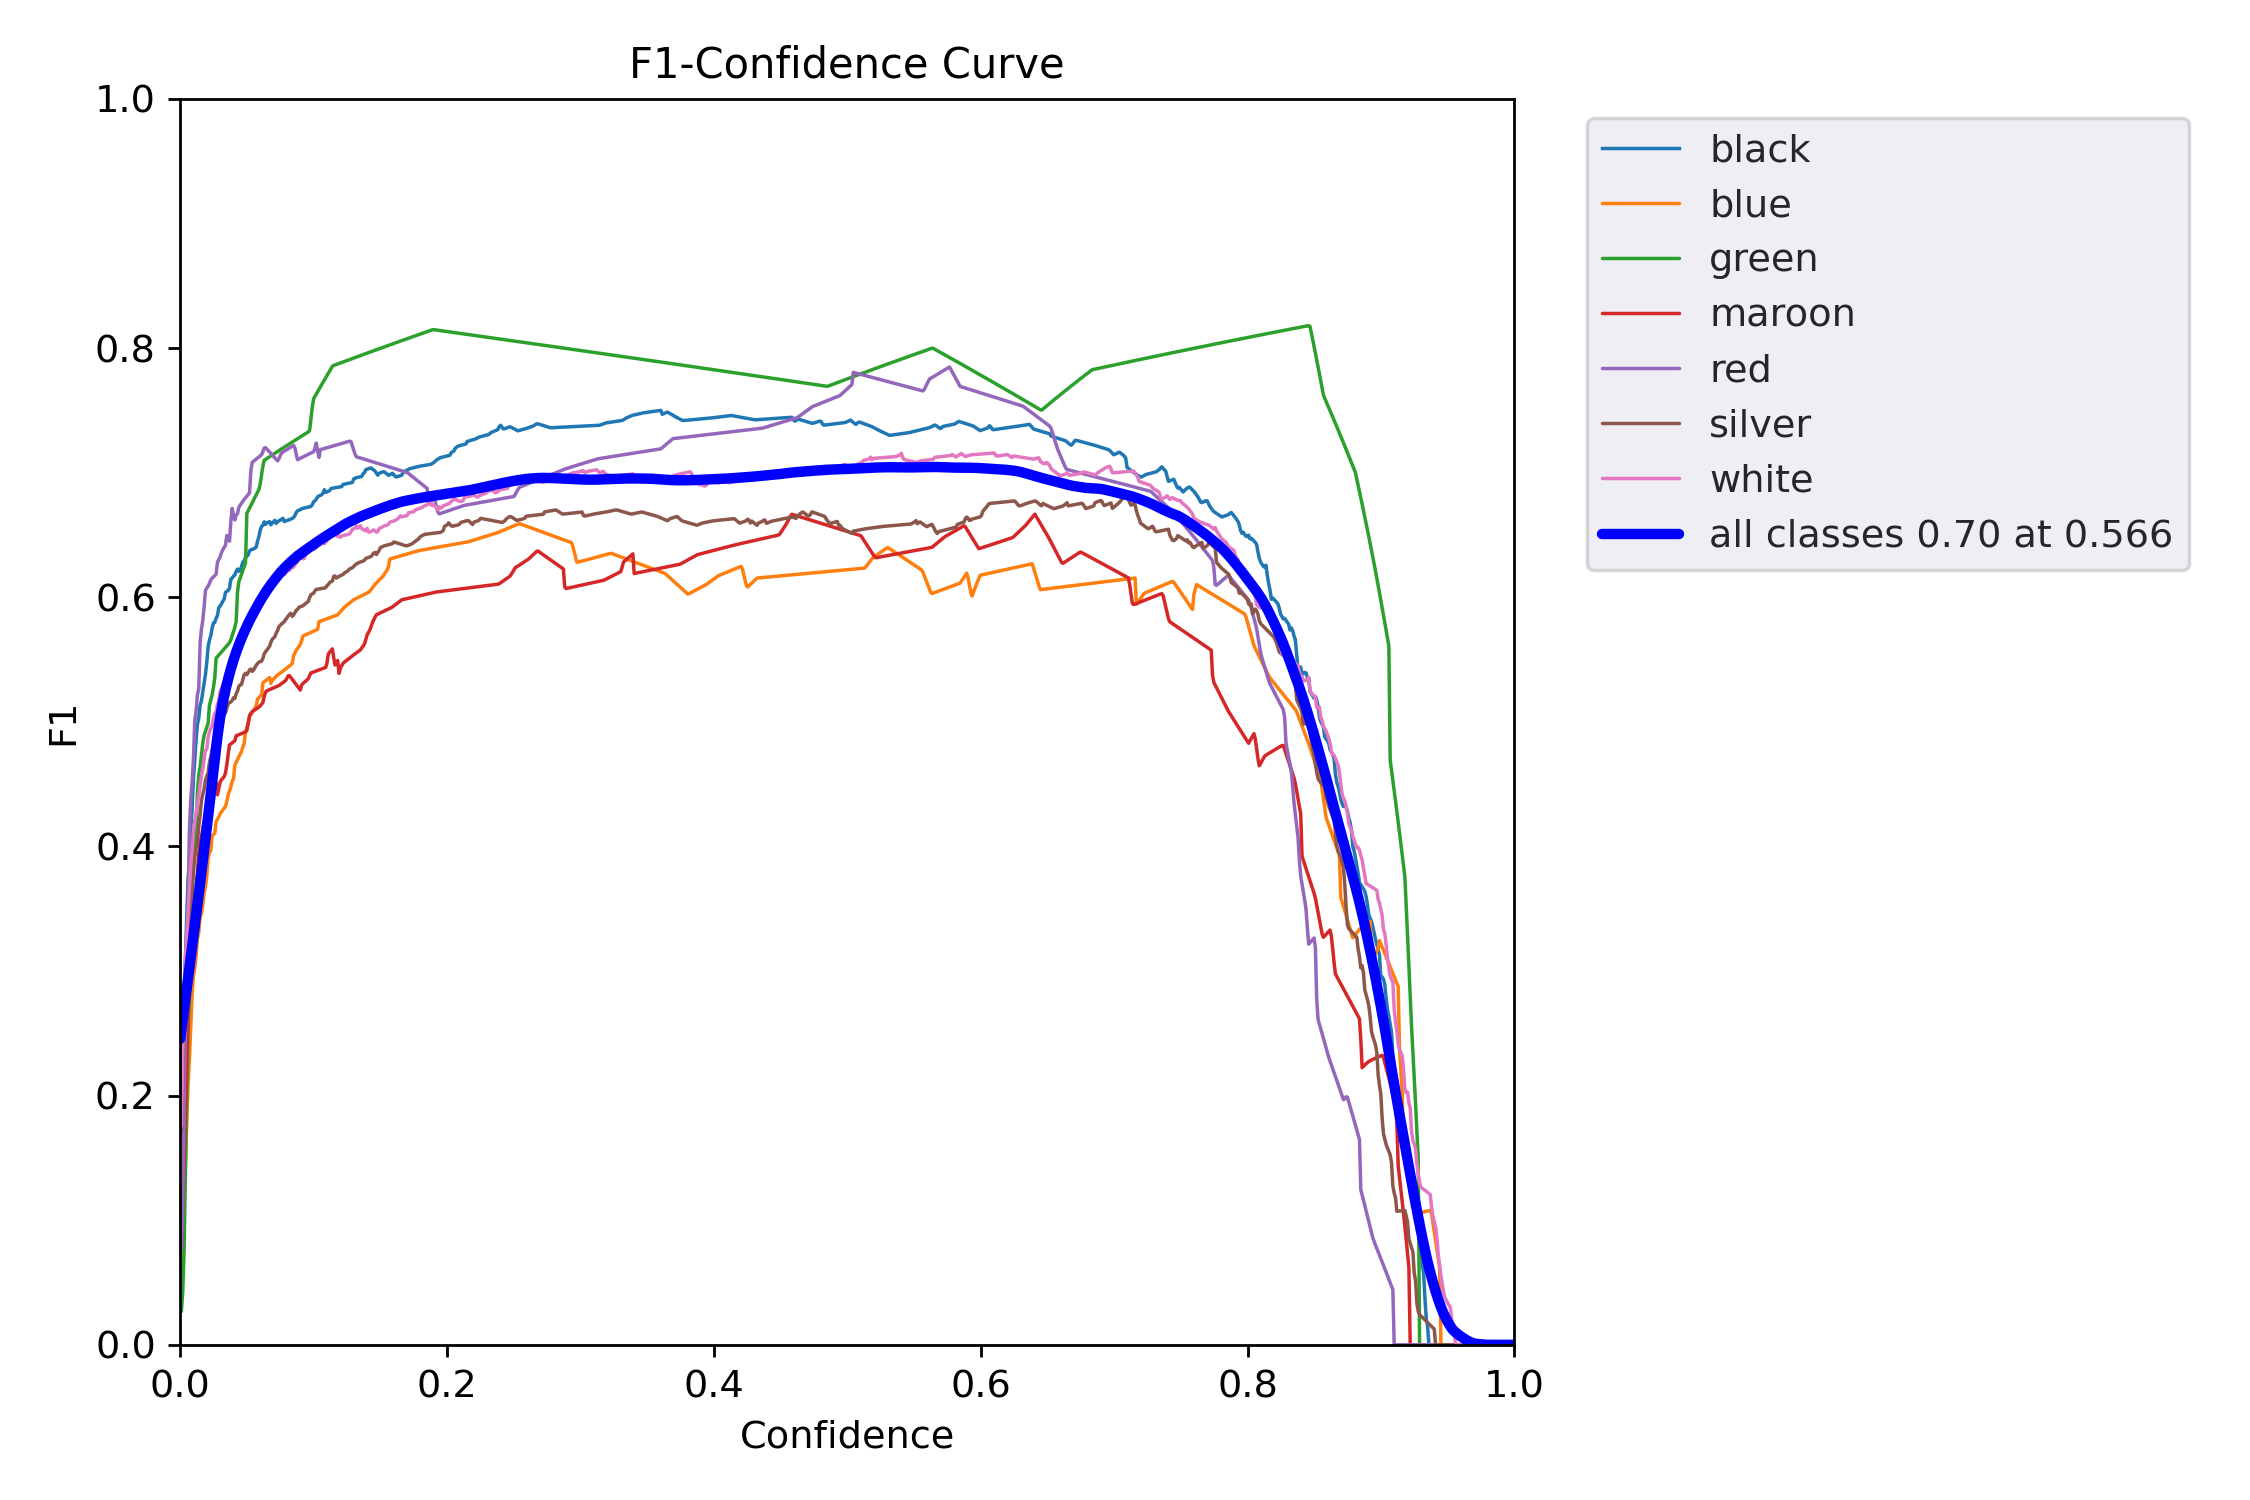 F1-Confidence Curve
1.0
0.8
0.6
0.4
0.2
0.0
F1
0.0 0.2 0.4 0.6 0.8 1.0
Confidence
black
blue
green
maroon
red
silver
white
all classes 0.70 at 0.566